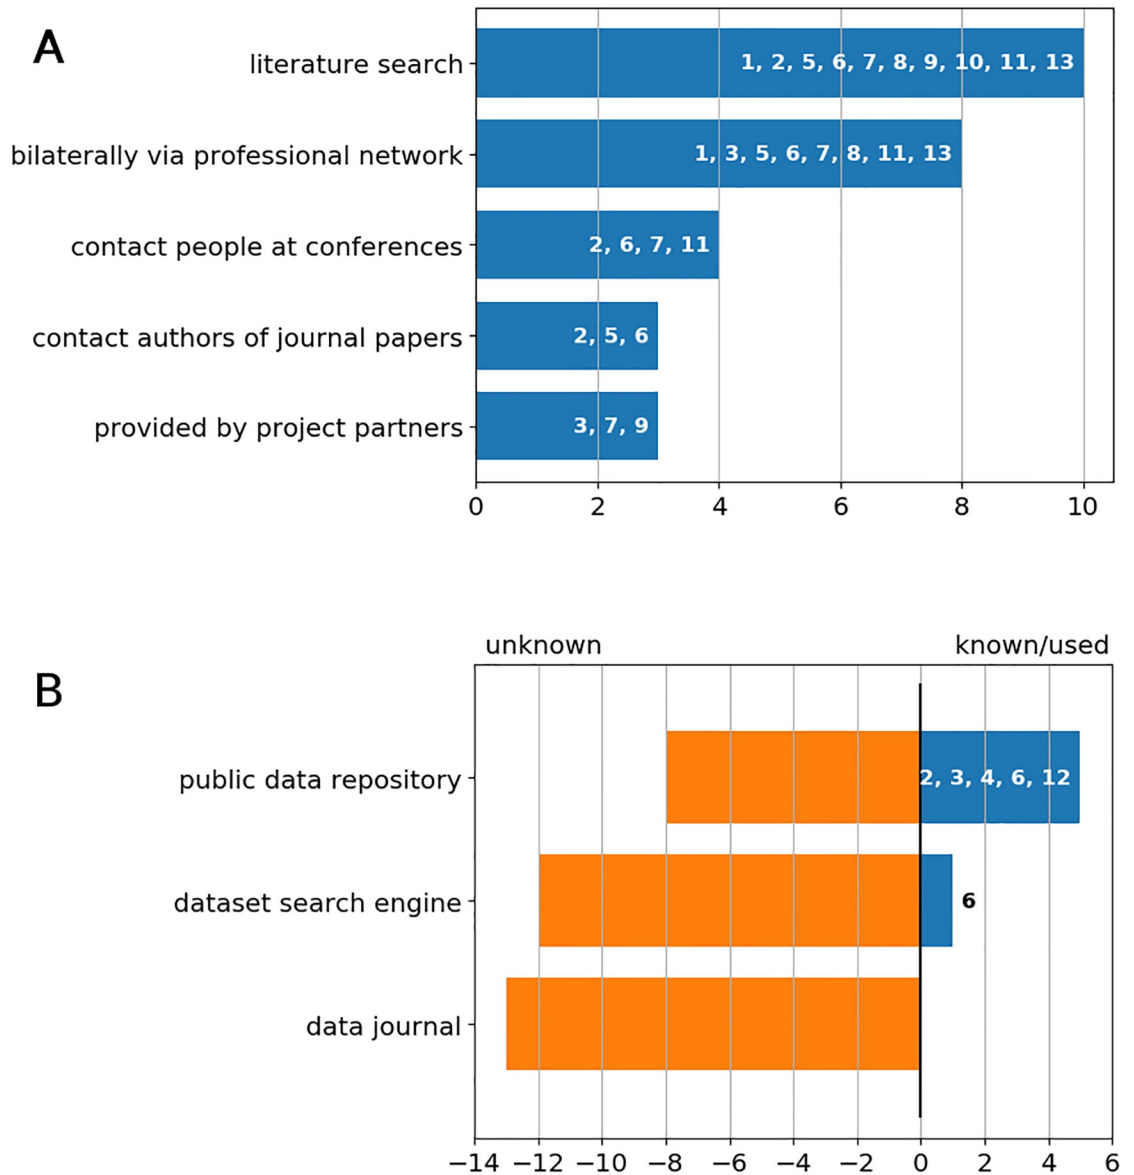 A
literature search
1, 2, 5, 6, 7, 8, 9, 10, 11, 13
bilaterally via professional network
1, 3, 5, 6, 7, 8, 11, 13
contact people at conferences
2, 6, 7, 11
contact authors of journal papers
2, 5, 6
provided by project partners
3, 7, 9
0 2 4 6 8 10
unknown known/used
B
public data repository
2, 3, 4, 6, 12
dataset search engine
6
data journal
−14 −12 −10 −8 −6 −4 −2 0 2 4 6